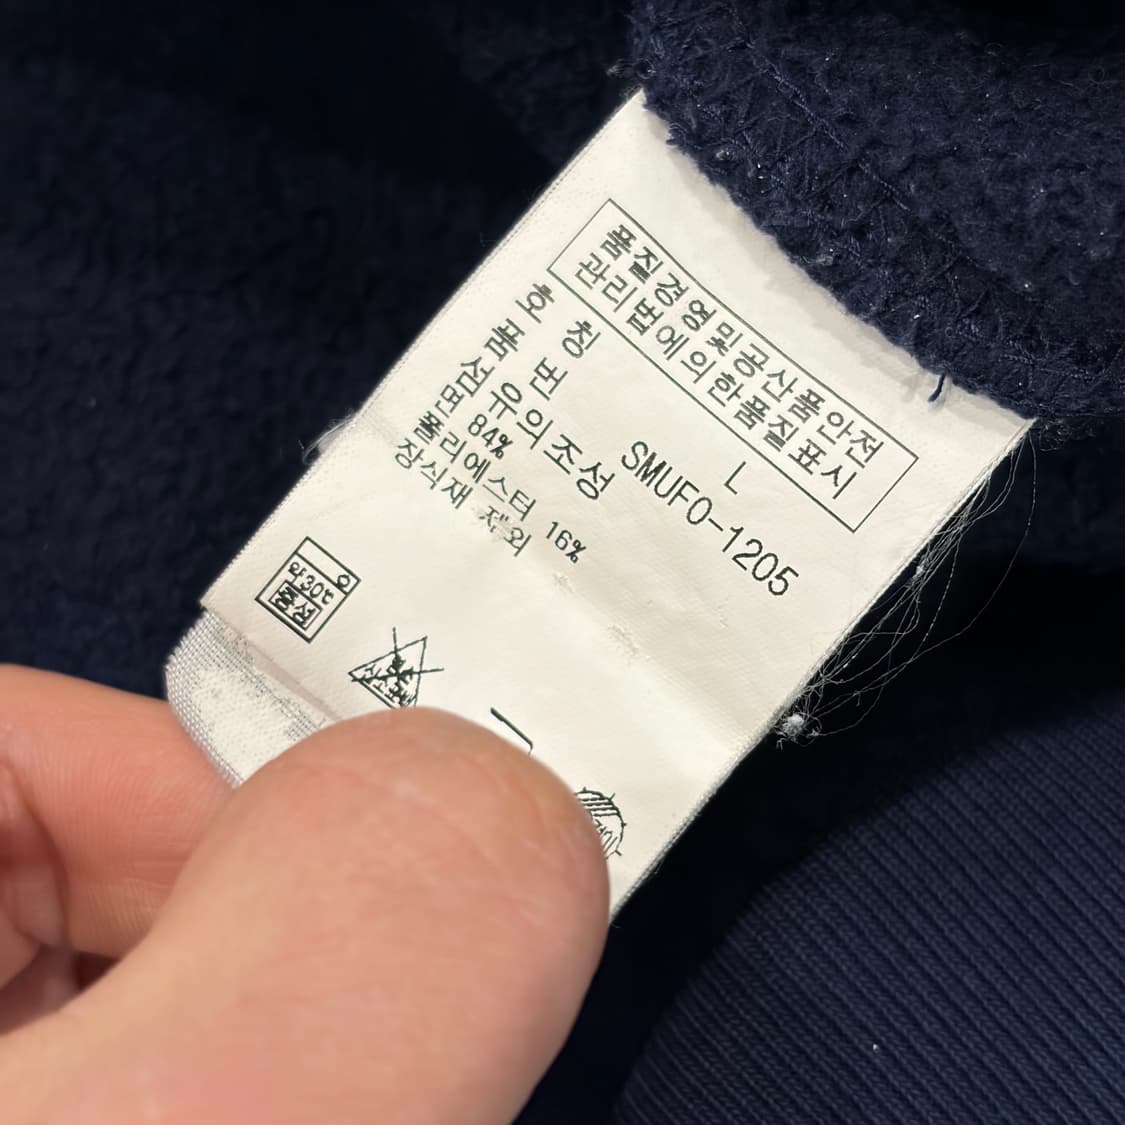 품질경영및공산품안전
관리법에의한품질표시
호 칭 L
품 번 SMUF0-1205
섬유의조성
면 84%
폴리에스터 16%
장식재 제외
약30℃
중성